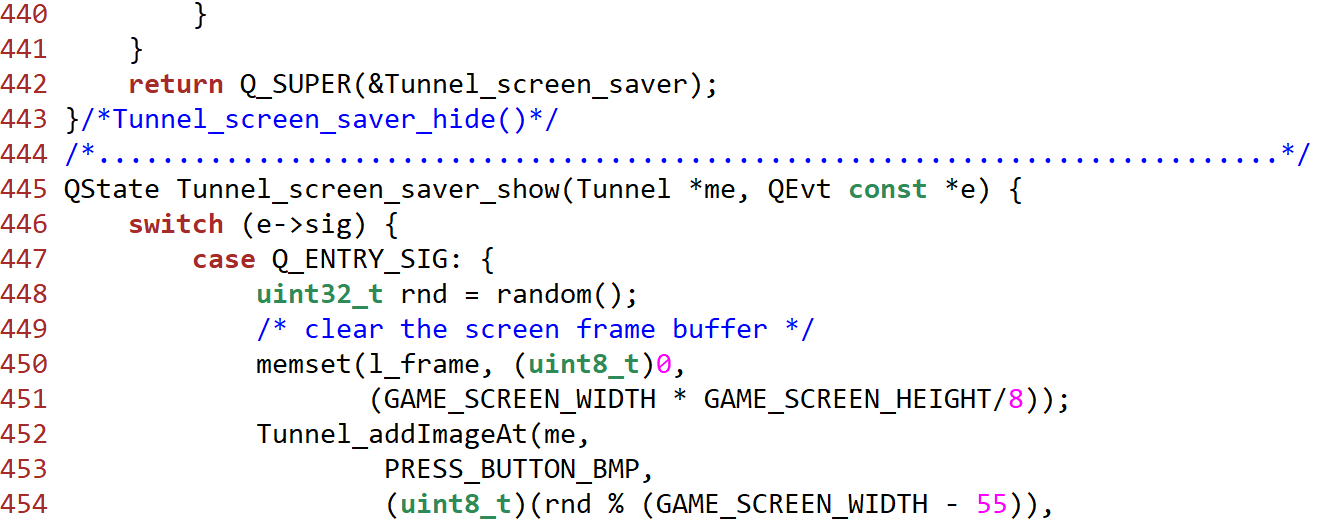 440         }
441     }
442     return Q_SUPER(&Tunnel_screen_saver);
443 }/*Tunnel_screen_saver_hide()*/
444 /*..........................................................................*/
445 QState Tunnel_screen_saver_show(Tunnel *me, QEvt const *e) {
446     switch (e->sig) {
447         case Q_ENTRY_SIG: {
448             uint32_t rnd = random();
449             /* clear the screen frame buffer */
450             memset(l_frame, (uint8_t)0,
451                    (GAME_SCREEN_WIDTH * GAME_SCREEN_HEIGHT/8));
452             Tunnel_addImageAt(me,
453                     PRESS_BUTTON_BMP,
454                     (uint8_t)(rnd % (GAME_SCREEN_WIDTH - 55)),